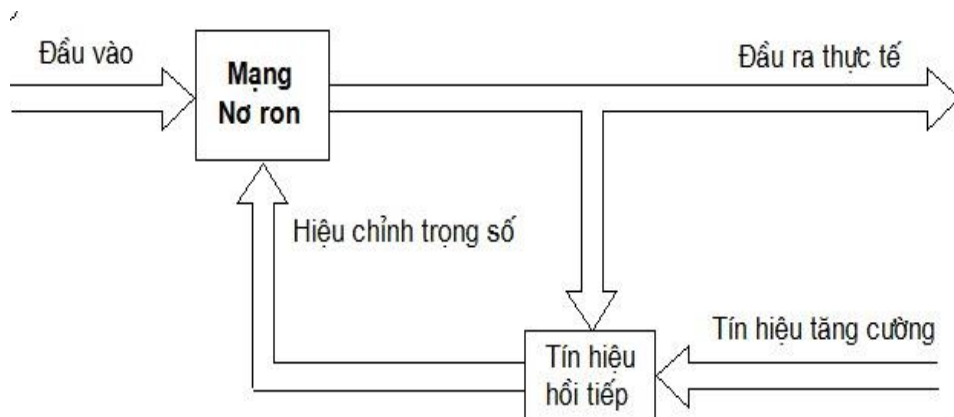 Đầu vào
Mạng
Nơ ron
Đầu ra thực tế
Hiệu chỉnh trọng số
Tín hiệu tăng cường
Tín hiệu
hồi tiếp